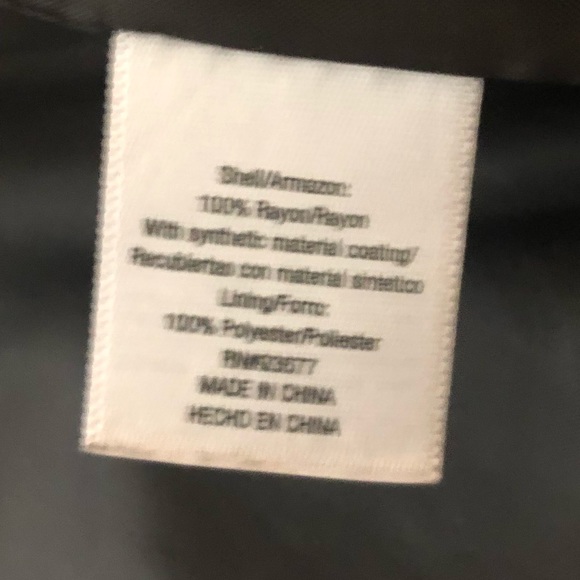 Shell/Armazon:
100% Rayon/Rayon
With synthetic material coating/
Recubiertas con material sintetico
Lining/Forro:
100% Polyester/Poliester
MADE IN CHINA
HECHO EN CHINA